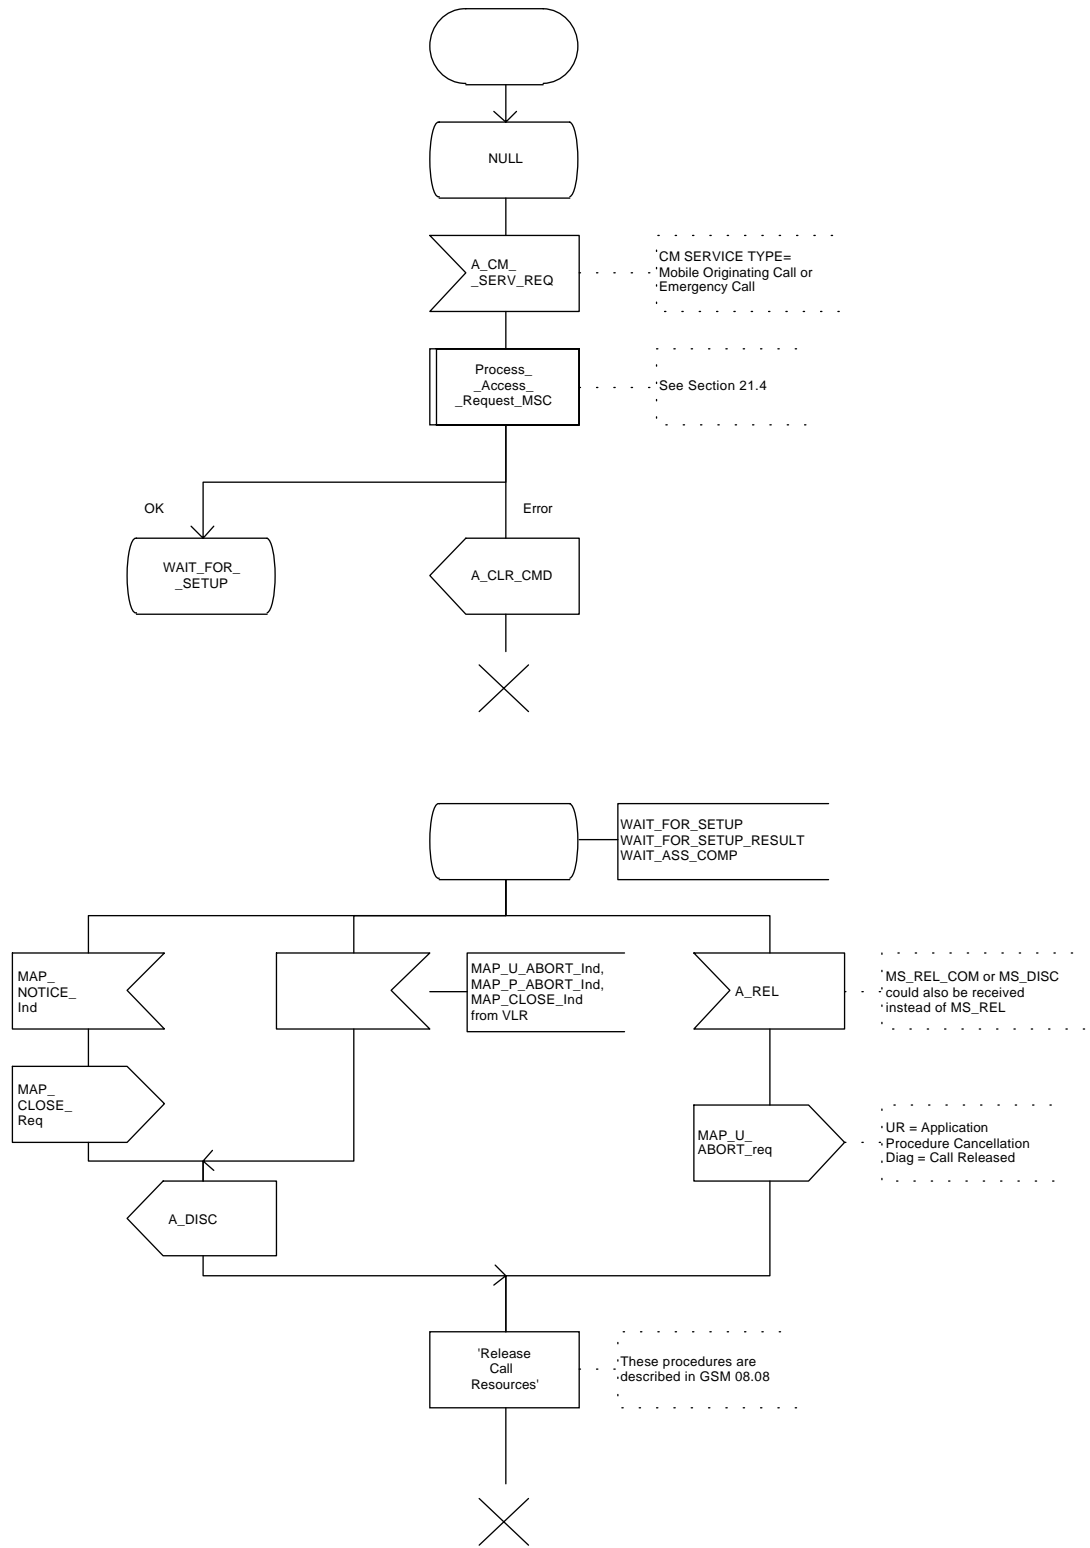 NULL
A_CM_
_SERV_REQ
CM SERVICE TYPE=
Mobile Originating Call or
Emergency Call
Process_
_Access_
_Request_MSC
See Section 21.4
OK
Error
WAIT_FOR_
_SETUP
A_CLR_CMD
WAIT_FOR_SETUP
WAIT_FOR_SETUP_RESULT
WAIT_ASS_COMP
MAP_
NOTICE_
Ind
MAP_U_ABORT_Ind,
MAP_P_ABORT_Ind,
MAP_CLOSE_Ind
from VLR
A_REL
MS_REL_COM or MS_DISC
could also be received
instead of MS_REL
MAP_
CLOSE_
Req
MAP_U_
ABORT_req
UR = Application
Procedure Cancellation
Diag = Call Released
A_DISC
'Release
Call
Resources'
These procedures are
described in GSM 08.08